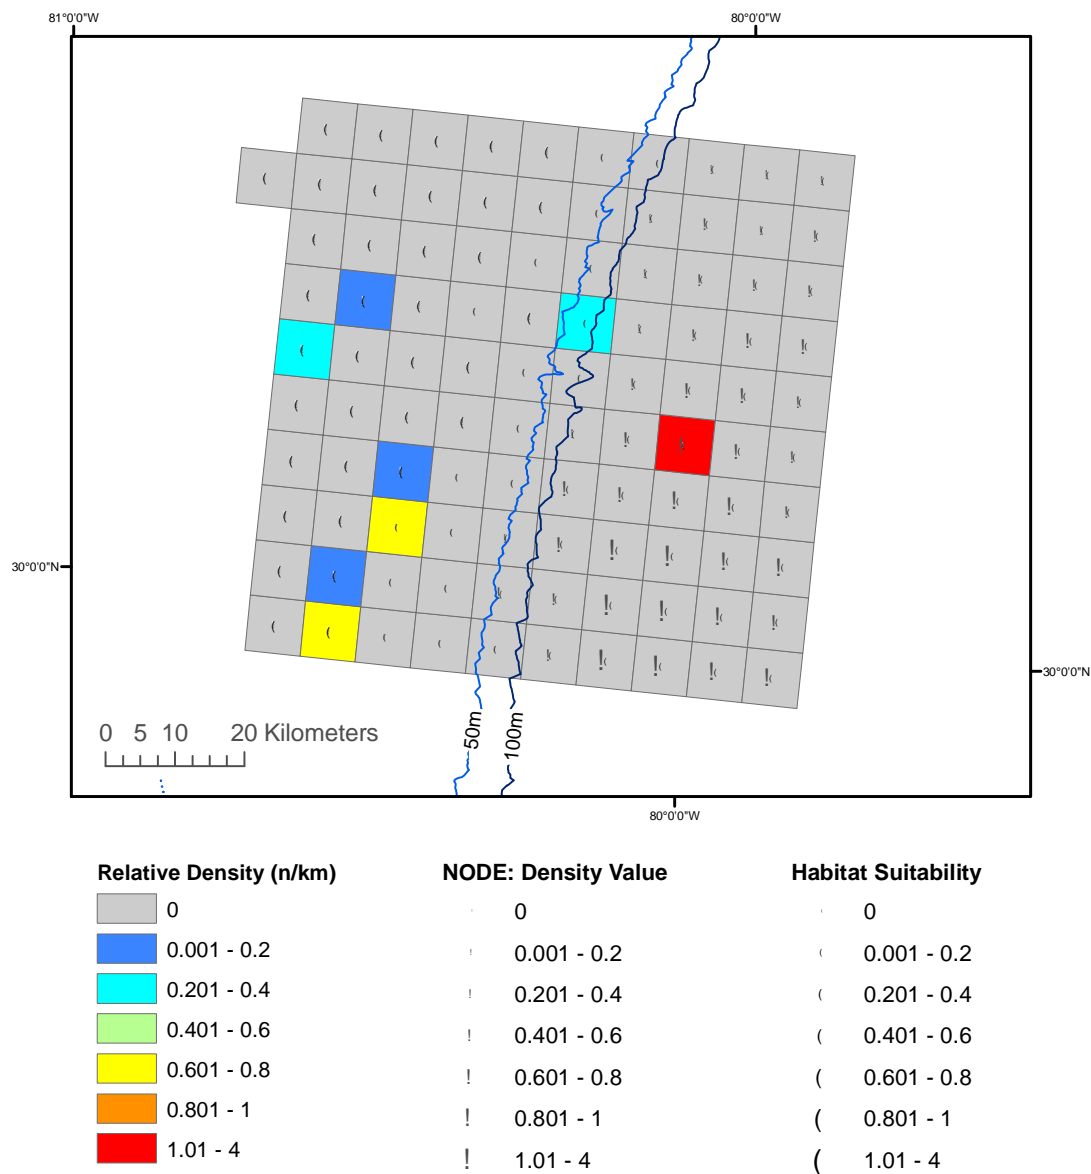 81°0'0"W 80°0'0"W
30°0'0"N
30°0'0"N
50m 100m
0 5 10 20 Kilometers
80°0'0"W
Relative Density (n/km) NODE: Density Value Habitat Suitability
0 0 0
0.001 - 0.2 ! 0.001 - 0.2 ( 0.001 - 0.2
0.201 - 0.4 ! 0.201 - 0.4 ( 0.201 - 0.4
0.401 - 0.6 ! 0.401 - 0.6 ( 0.401 - 0.6
0.601 - 0.8 ! 0.601 - 0.8 ( 0.601 - 0.8
0.801 - 1 ! 0.801 - 1 ( 0.801 - 1
1.01 - 4 ! 1.01 - 4 ( 1.01 - 4